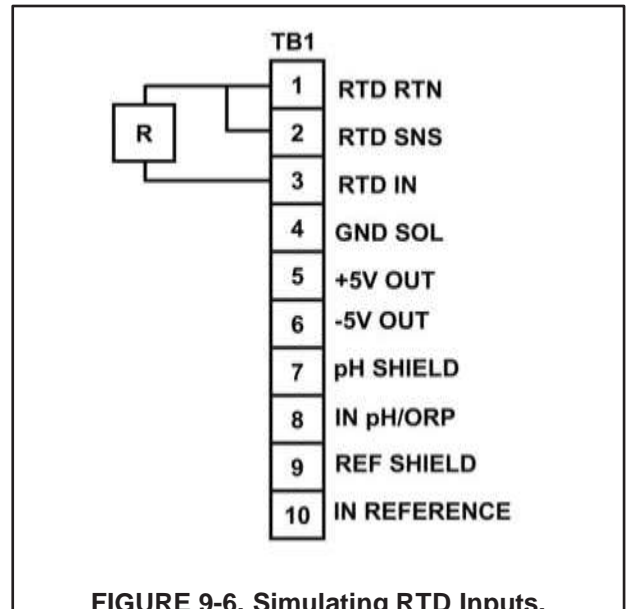 TB1
1 RTD RTN
R
2 RTD SNS
3 RTD IN
4 GND SOL
5 +5V OUT
6 -5V OUT
7 pH SHIELD
8 IN pH/ORP
9 REF SHIELD
10 IN REFERENCE
FIGURE 9-6. Simulating RTD Inputs.